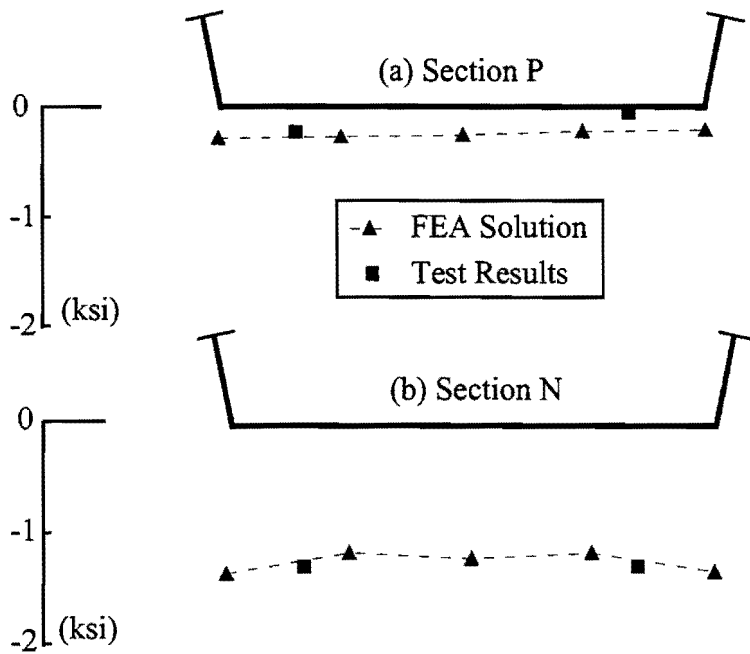 (a) Section P
0
-1
-2 (ksi)
FEA Solution
Test Results
(b) Section N
0
-1
-2 (ksi)